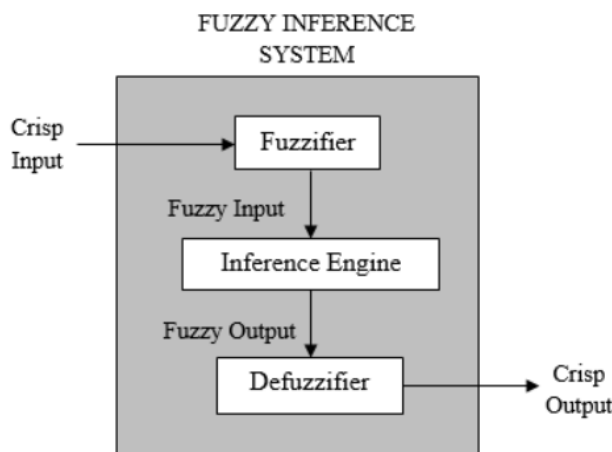 FUZZY INFERENCE
SYSTEM
Crisp
Input
Fuzzifier
Fuzzy Input
Inference Engine
Fuzzy Output
Defuzzifier
Crisp
Output